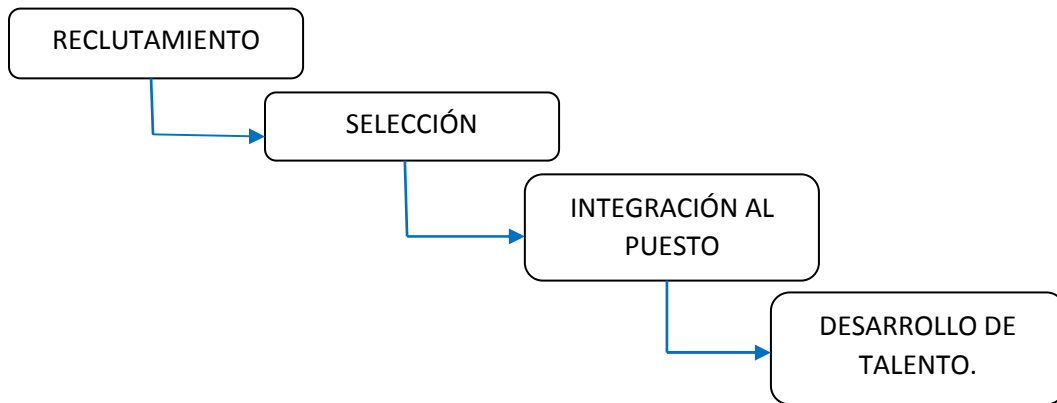 RECLUTAMIENTO
SELECCIÓN
INTEGRACIÓN AL
PUESTO
DESARROLLO DE
TALENTO.